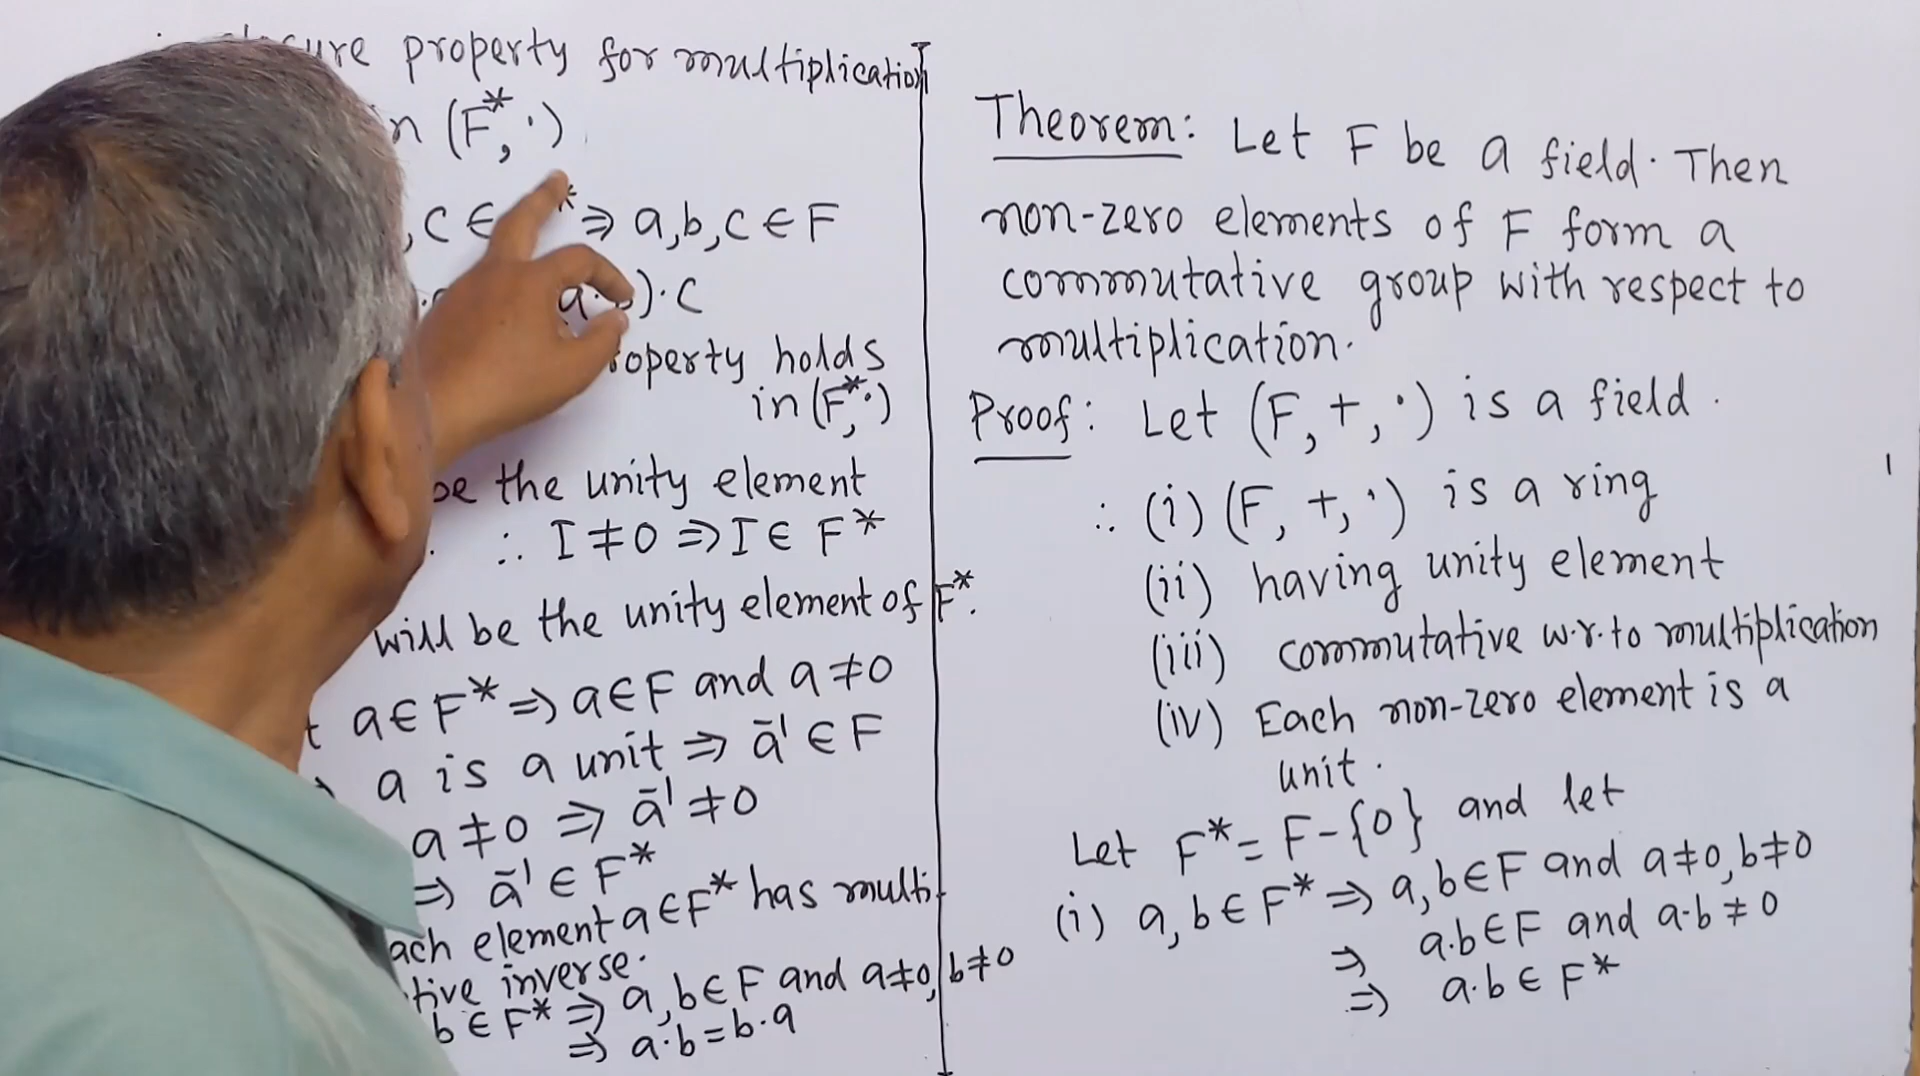 property for multiplication
(F*, ·)
, c ∈ * ⇒ a, b, c ∈ F
) · c
holds
in (F*, ·)
the unity element
∴ I ≠ 0 ⇒ I ∈ F*
will be the unity element of F*.
a ∈ F* ⇒ a ∈ F and a ≠ 0
a is a unit ⇒ a⁻¹ ∈ F
a ≠ 0 ⇒ a⁻¹ ≠ 0
⇒ a⁻¹ ∈ F*
element a ∈ F* has multi-
inverse.
b ∈ F* ⇒ a, b ∈ F and a ≠ 0, b ≠ 0
⇒ a · b = b · a
Theorem: Let F be a field. Then
non-zero elements of F form a
commutative group with respect to
multiplication.
Proof: Let (F, +, ·) is a field.
∴ (i) (F, +, ·) is a ring
(ii) having unity element
(iii) commutative w.r.to multiplication
(iv) Each non-zero element is a
unit.
Let F* = F - {0} and let
(i) a, b ∈ F* ⇒ a, b ∈ F and a ≠ 0, b ≠ 0
⇒ a.b ∈ F and a·b ≠ 0
⇒ a·b ∈ F*